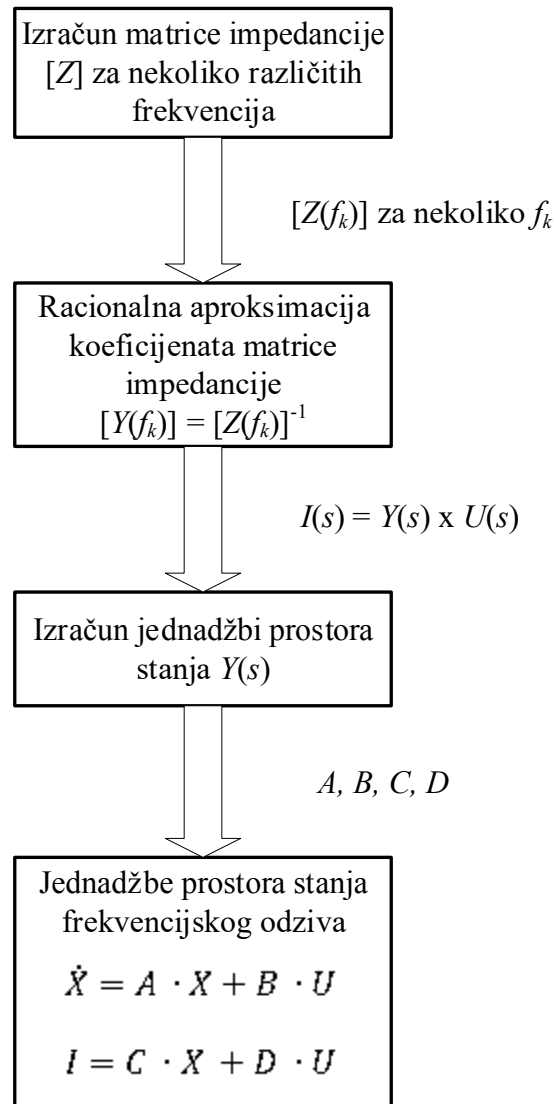 Izračun matrice impedancije
[Z] za nekoliko različitih
frekvencija
[Z(fₖ)] za nekoliko fₖ
Racionalna aproksimacija
koeficijenata matrice
impedancije
[Y(fₖ)] = [Z(fₖ)]⁻¹
I(s) = Y(s) x U(s)
Izračun jednadžbi prostora
stanja Y(s)
A, B, C, D
Jednadžbe prostora stanja
frekvencijskog odziva
Ẋ = A · X + B · U
I = C · X + D · U